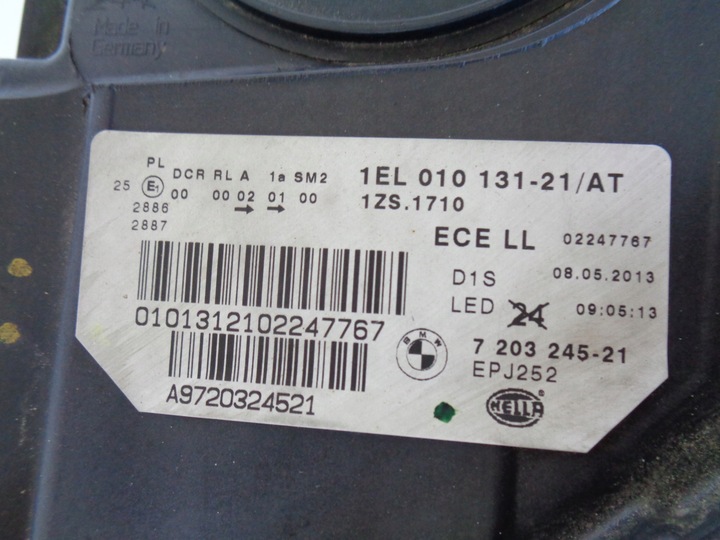 Made in
Germany
PL
DCR RL A 1a SM2
25 E1 00 00 02 01 00
→ →
2886
2887
1EL 010 131-21/AT
1ZS.1710
ECE LL 02247767
D1S 08.05.2013
LED 24 09:05:13
0101312102247767
BMW
7 203 245-21
EPJ252
A9720324521
HELLA ®